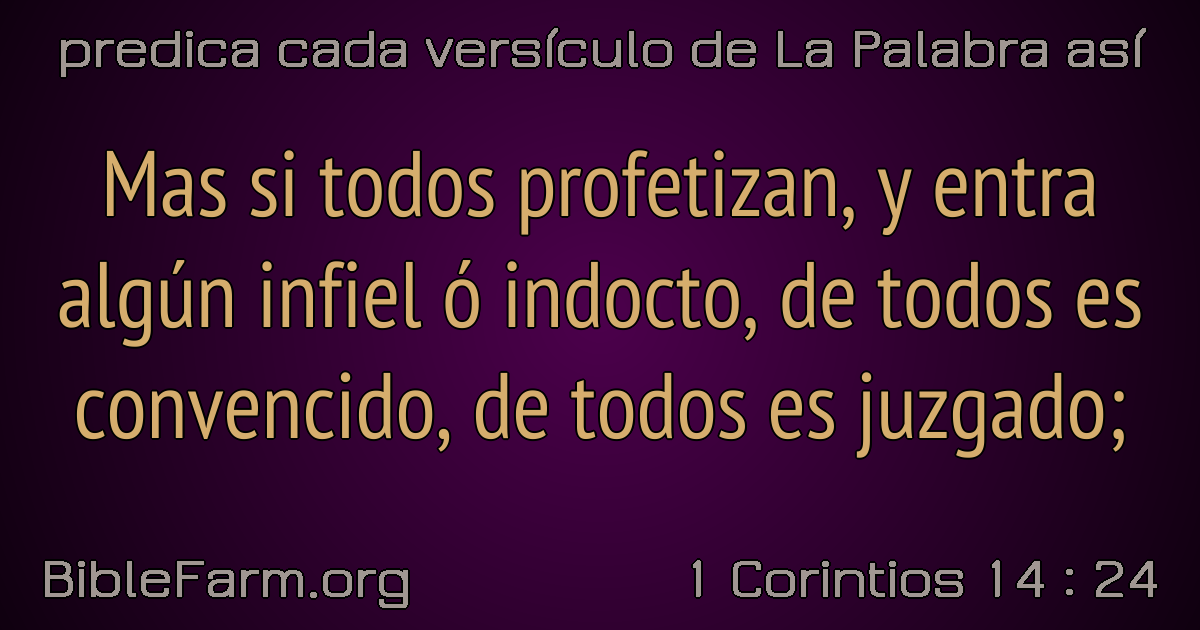 predica cada versículo de La Palabra así
Mas si todos profetizan, y entra
algún infiel ó indocto, de todos es
convencido, de todos es juzgado;
BibleFarm.org
1 Corintios 14 : 24